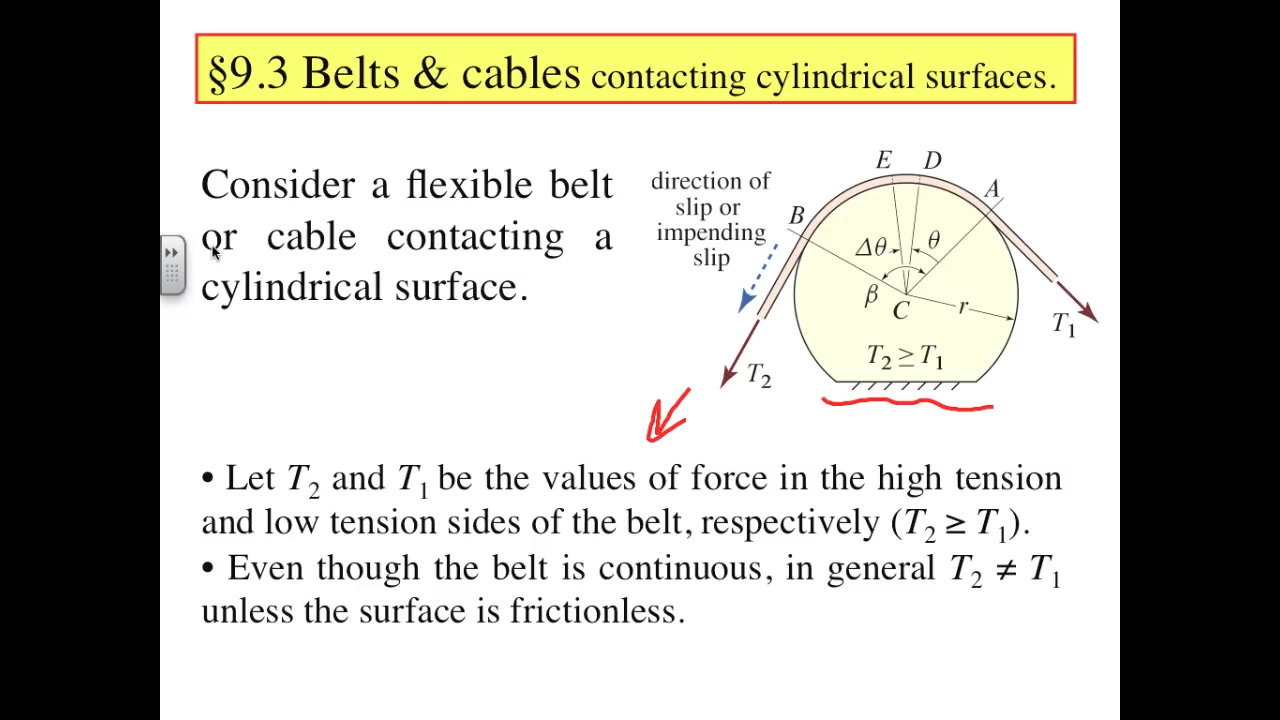 §9.3 Belts & cables contacting cylindrical surfaces.
Consider a flexible belt
or cable contacting a
cylindrical surface.
direction of
slip or
impending
slip
E D
A
B
Δθ
θ
β
C
r
T₁
T₂ ≥ T₁
T₂
• Let T₂ and T₁ be the values of force in the high tension
and low tension sides of the belt, respectively (T₂ ≥ T₁).
• Even though the belt is continuous, in general T₂ ≠ T₁
unless the surface is frictionless.